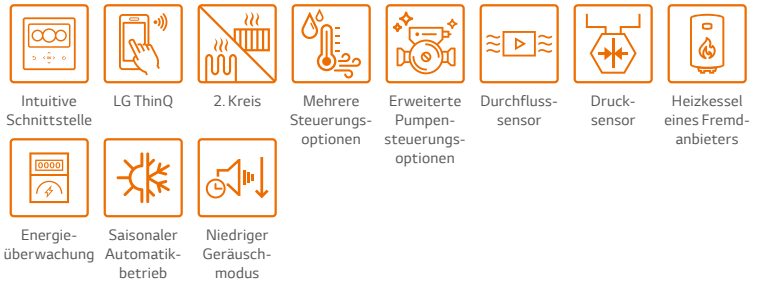 Intuitive
Schnittstelle
LG ThinQ
2. Kreis
Mehrere
Steuerungs-
optionen
Erweiterte
Pumpen-
steuerungs-
optionen
Durchfluss-
sensor
Druck-
sensor
Heizkessel
eines Fremd-
anbieters
0000
Energie-
überwachung
Saisonaler
Automatik-
betrieb
Niedriger
Geräusch-
modus